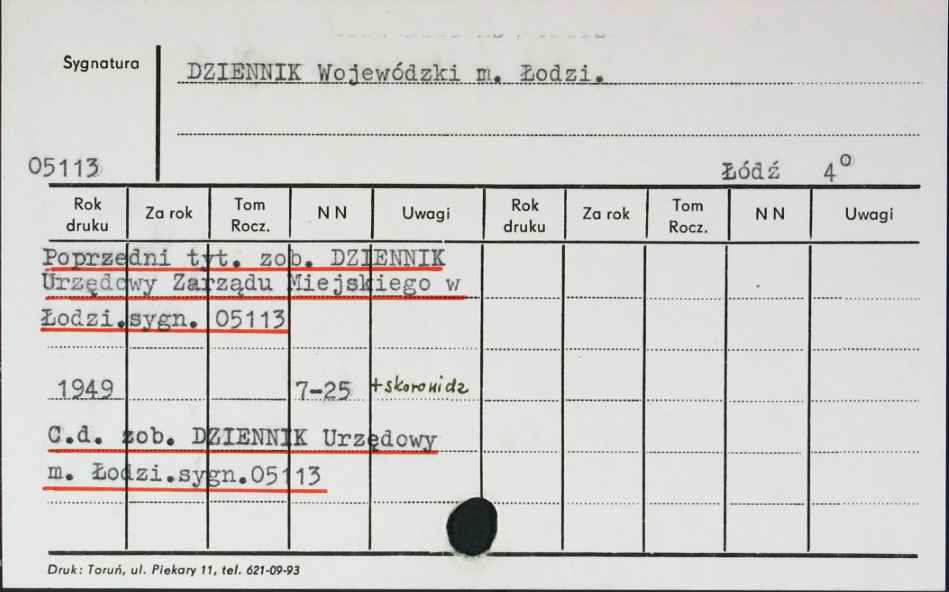 Sygnatura
DZIENNIK Wojewódzki m. Łodzi.
05113
Łódź 4°
Rok druku Za rok Tom Rocz. N N Uwagi Rok druku Za rok Tom Rocz. N N Uwagi
Poprzedni tyt. zob. DZIENNIK
Urzędowy Zarządu Miejskiego w
Łodzi.sygn. 05113
1949 7-25 +skorowidz
C.d. zob. DZIENNIK Urzędowy
m. Łodzi.sygn.05113
Druk: Toruń, ul. Piekary 11, tel. 621-09-93